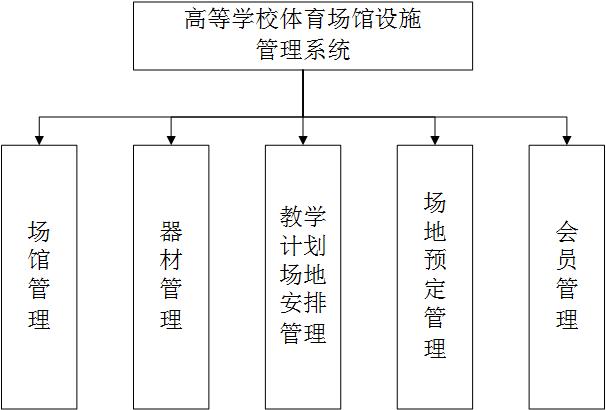 高等学校体育场馆设施
管理系统
场
馆
管
理
器
材
管
理
教学
计划
场地
安排
管理
场
地
预
定
管
理
会
员
管
理